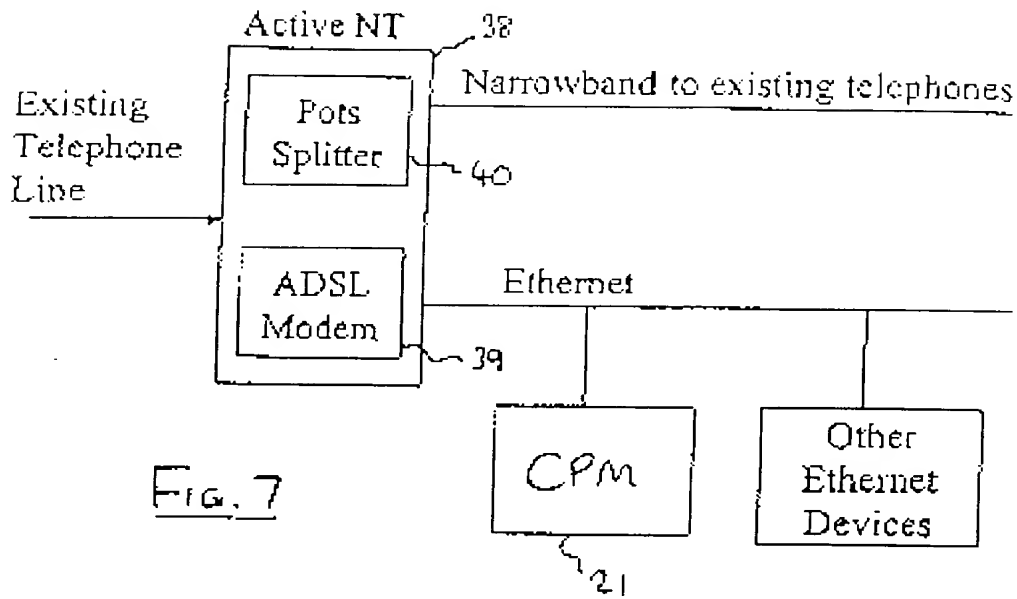 Active NT
38
Narrowband to existing telephones
Existing
Telephone
Line
Pots
Splitter
40
Ethernet
ADSL
Modem
39
CPM
Other
Ethernet
Devices
21
FIG. 7